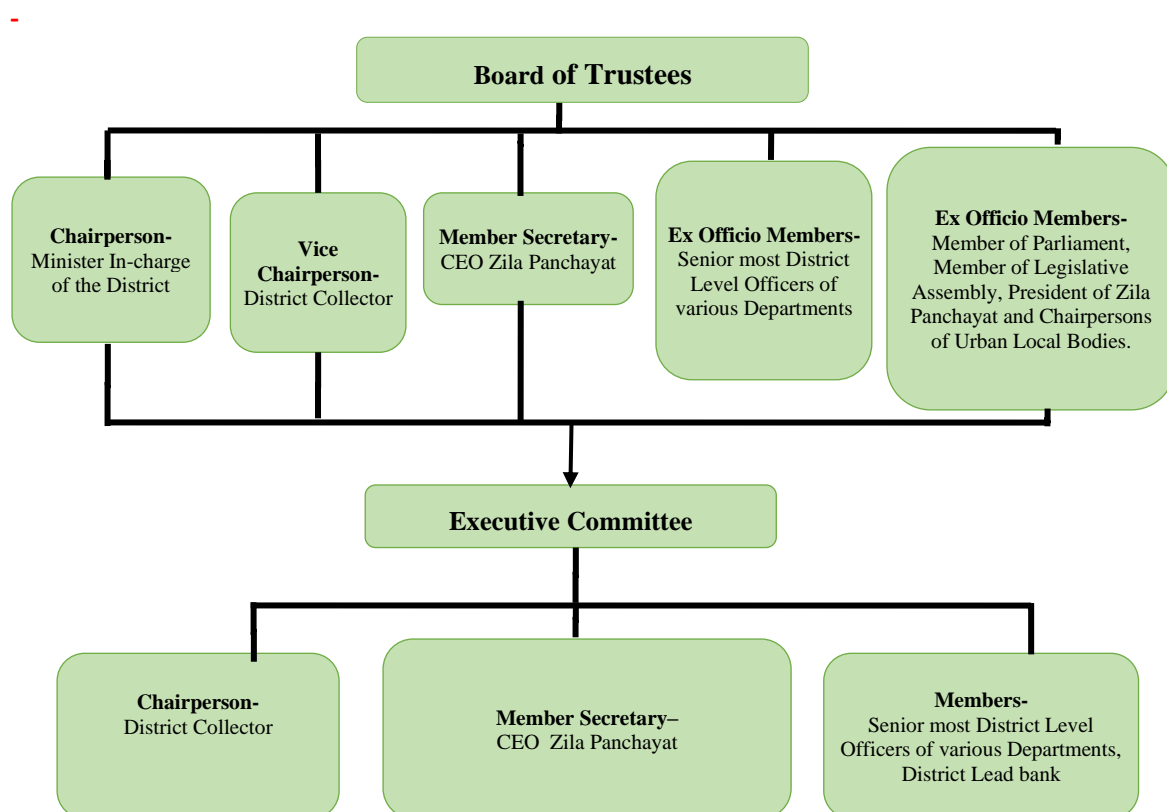 -
Board of Trustees
Chairperson-
Minister In-charge
of the District
Vice
Chairperson-
District Collector
Member Secretary-
CEO Zila Panchayat
Ex Officio Members-
Senior most District
Level Officers of
various Departments
Ex Officio Members-
Member of Parliament,
Member of Legislative
Assembly, President of Zila
Panchayat and Chairpersons
of Urban Local Bodies.
Executive Committee
Chairperson-
District Collector
Member Secretary–
CEO Zila Panchayat
Members-
Senior most District Level
Officers of various Departments,
District Lead bank